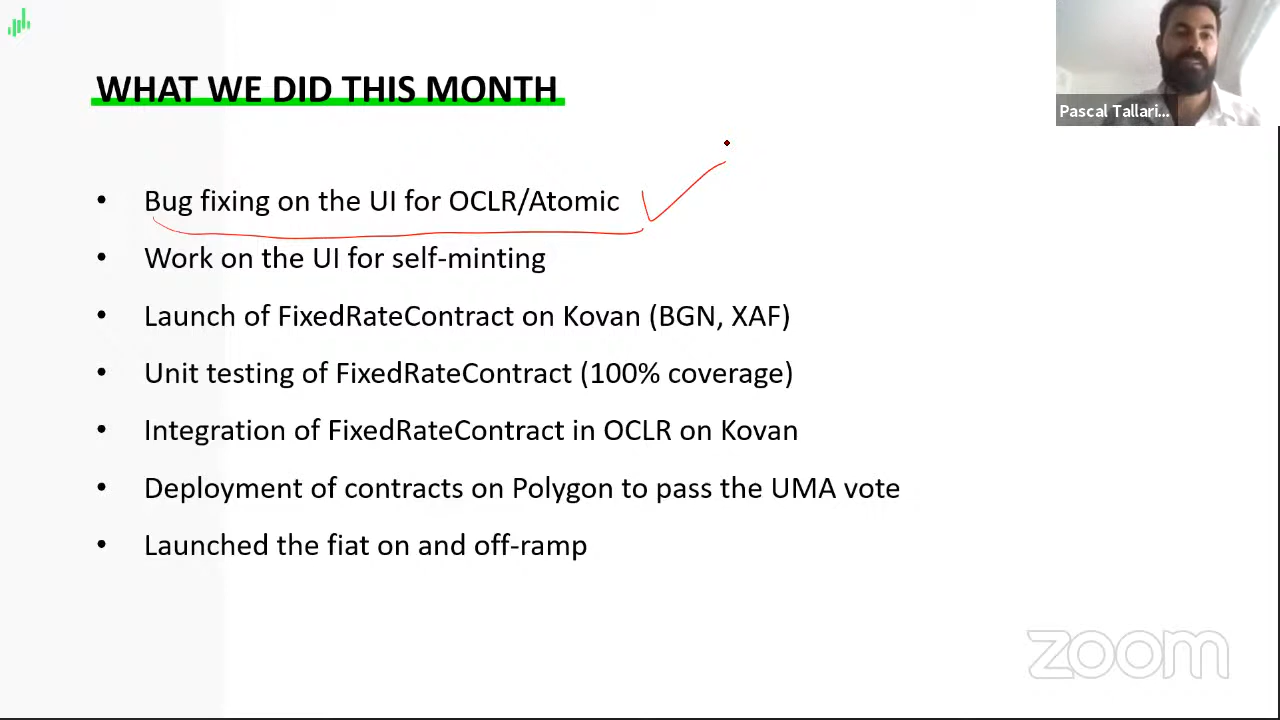 WHAT WE DID THIS MONTH
Pascal Tallari...
• Bug fixing on the UI for OCLR/Atomic
• Work on the UI for self-minting
• Launch of FixedRateContract on Kovan (BGN, XAF)
• Unit testing of FixedRateContract (100% coverage)
• Integration of FixedRateContract in OCLR on Kovan
• Deployment of contracts on Polygon to pass the UMA vote
• Launched the fiat on and off-ramp
zoom